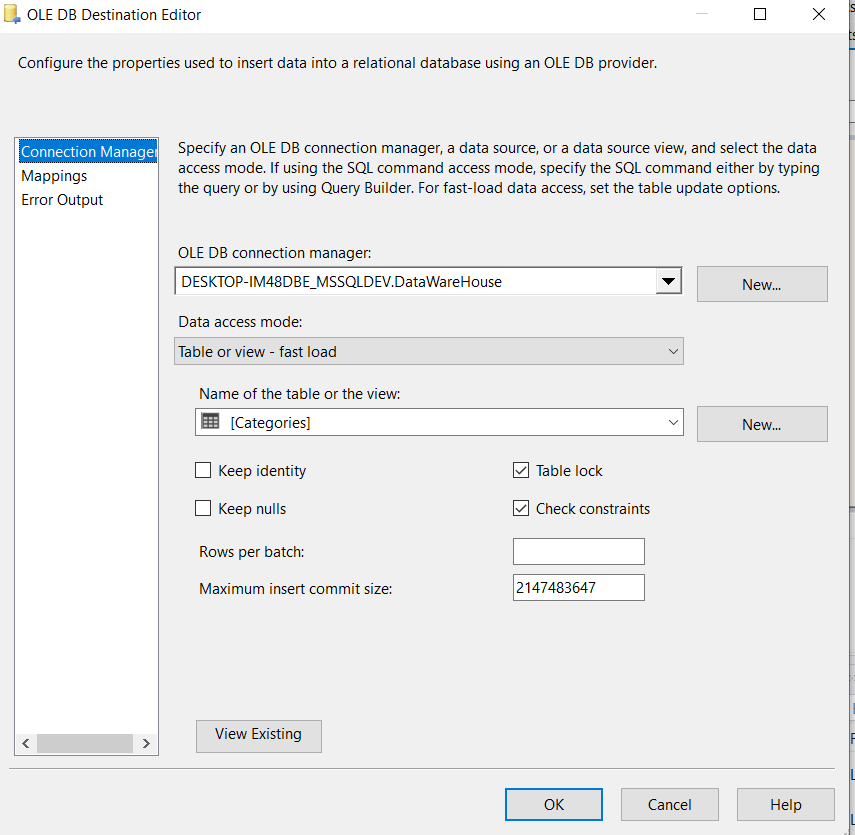 OLE DB Destination Editor
Configure the properties used to insert data into a relational database using an OLE DB provider.
Connection Manager
Mappings
Error Output
Specify an OLE DB connection manager, a data source, or a data source view, and select the data
access mode. If using the SQL command access mode, specify the SQL command either by typing
the query or by using Query Builder. For fast-load data access, set the table update options.
OLE DB connection manager:
DESKTOP-IM48DBE_MSSQLDEV.DataWareHouse
New...
Data access mode:
Table or view - fast load
Name of the table or the view:
[Categories]
New...
Keep identity
Table lock
Keep nulls
Check constraints
Rows per batch:
Maximum insert commit size:
2147483647
View Existing
OK
Cancel
Help